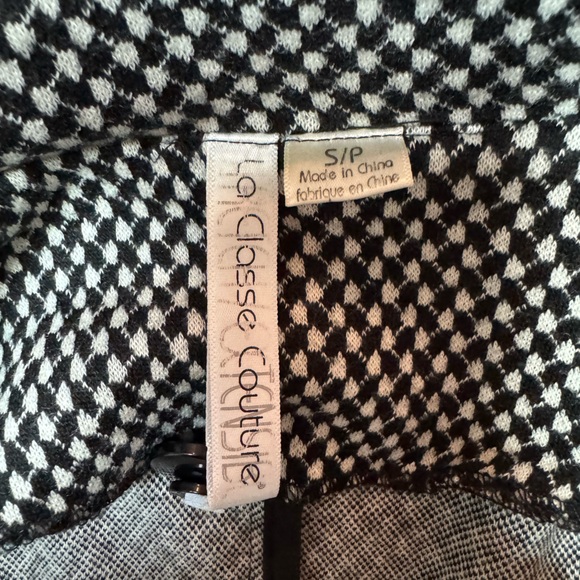 La Classe Couture
S/P
Made in China
fabriqué en Chine